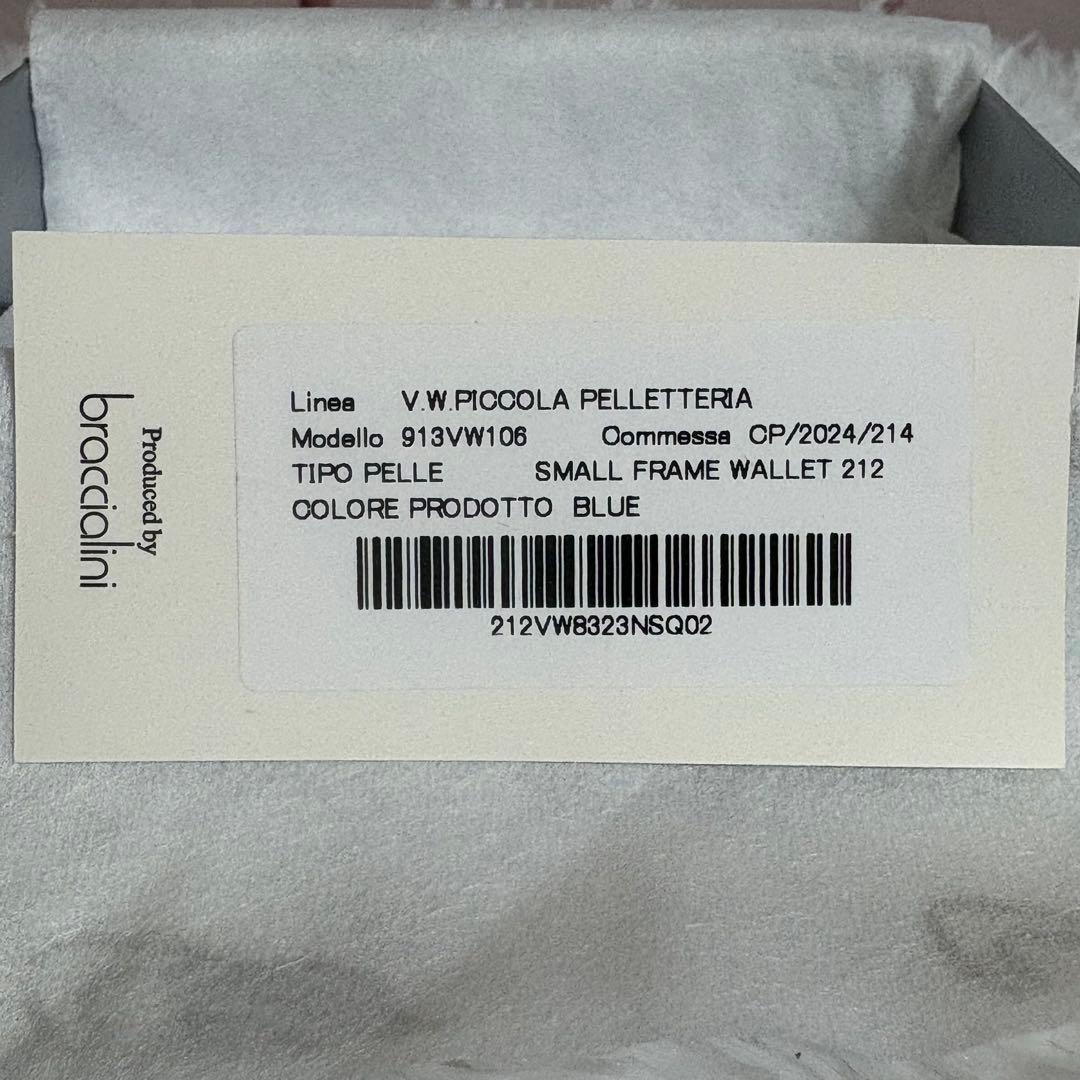 Produced by
braccialini
Linea V.W.PICCOLA PELLETTERIA
Modello 913VW106 Commessa CP/2024/214
TIPO PELLE SMALL FRAME WALLET 212
COLORE PRODOTTO BLUE
212VW8323NSQ02